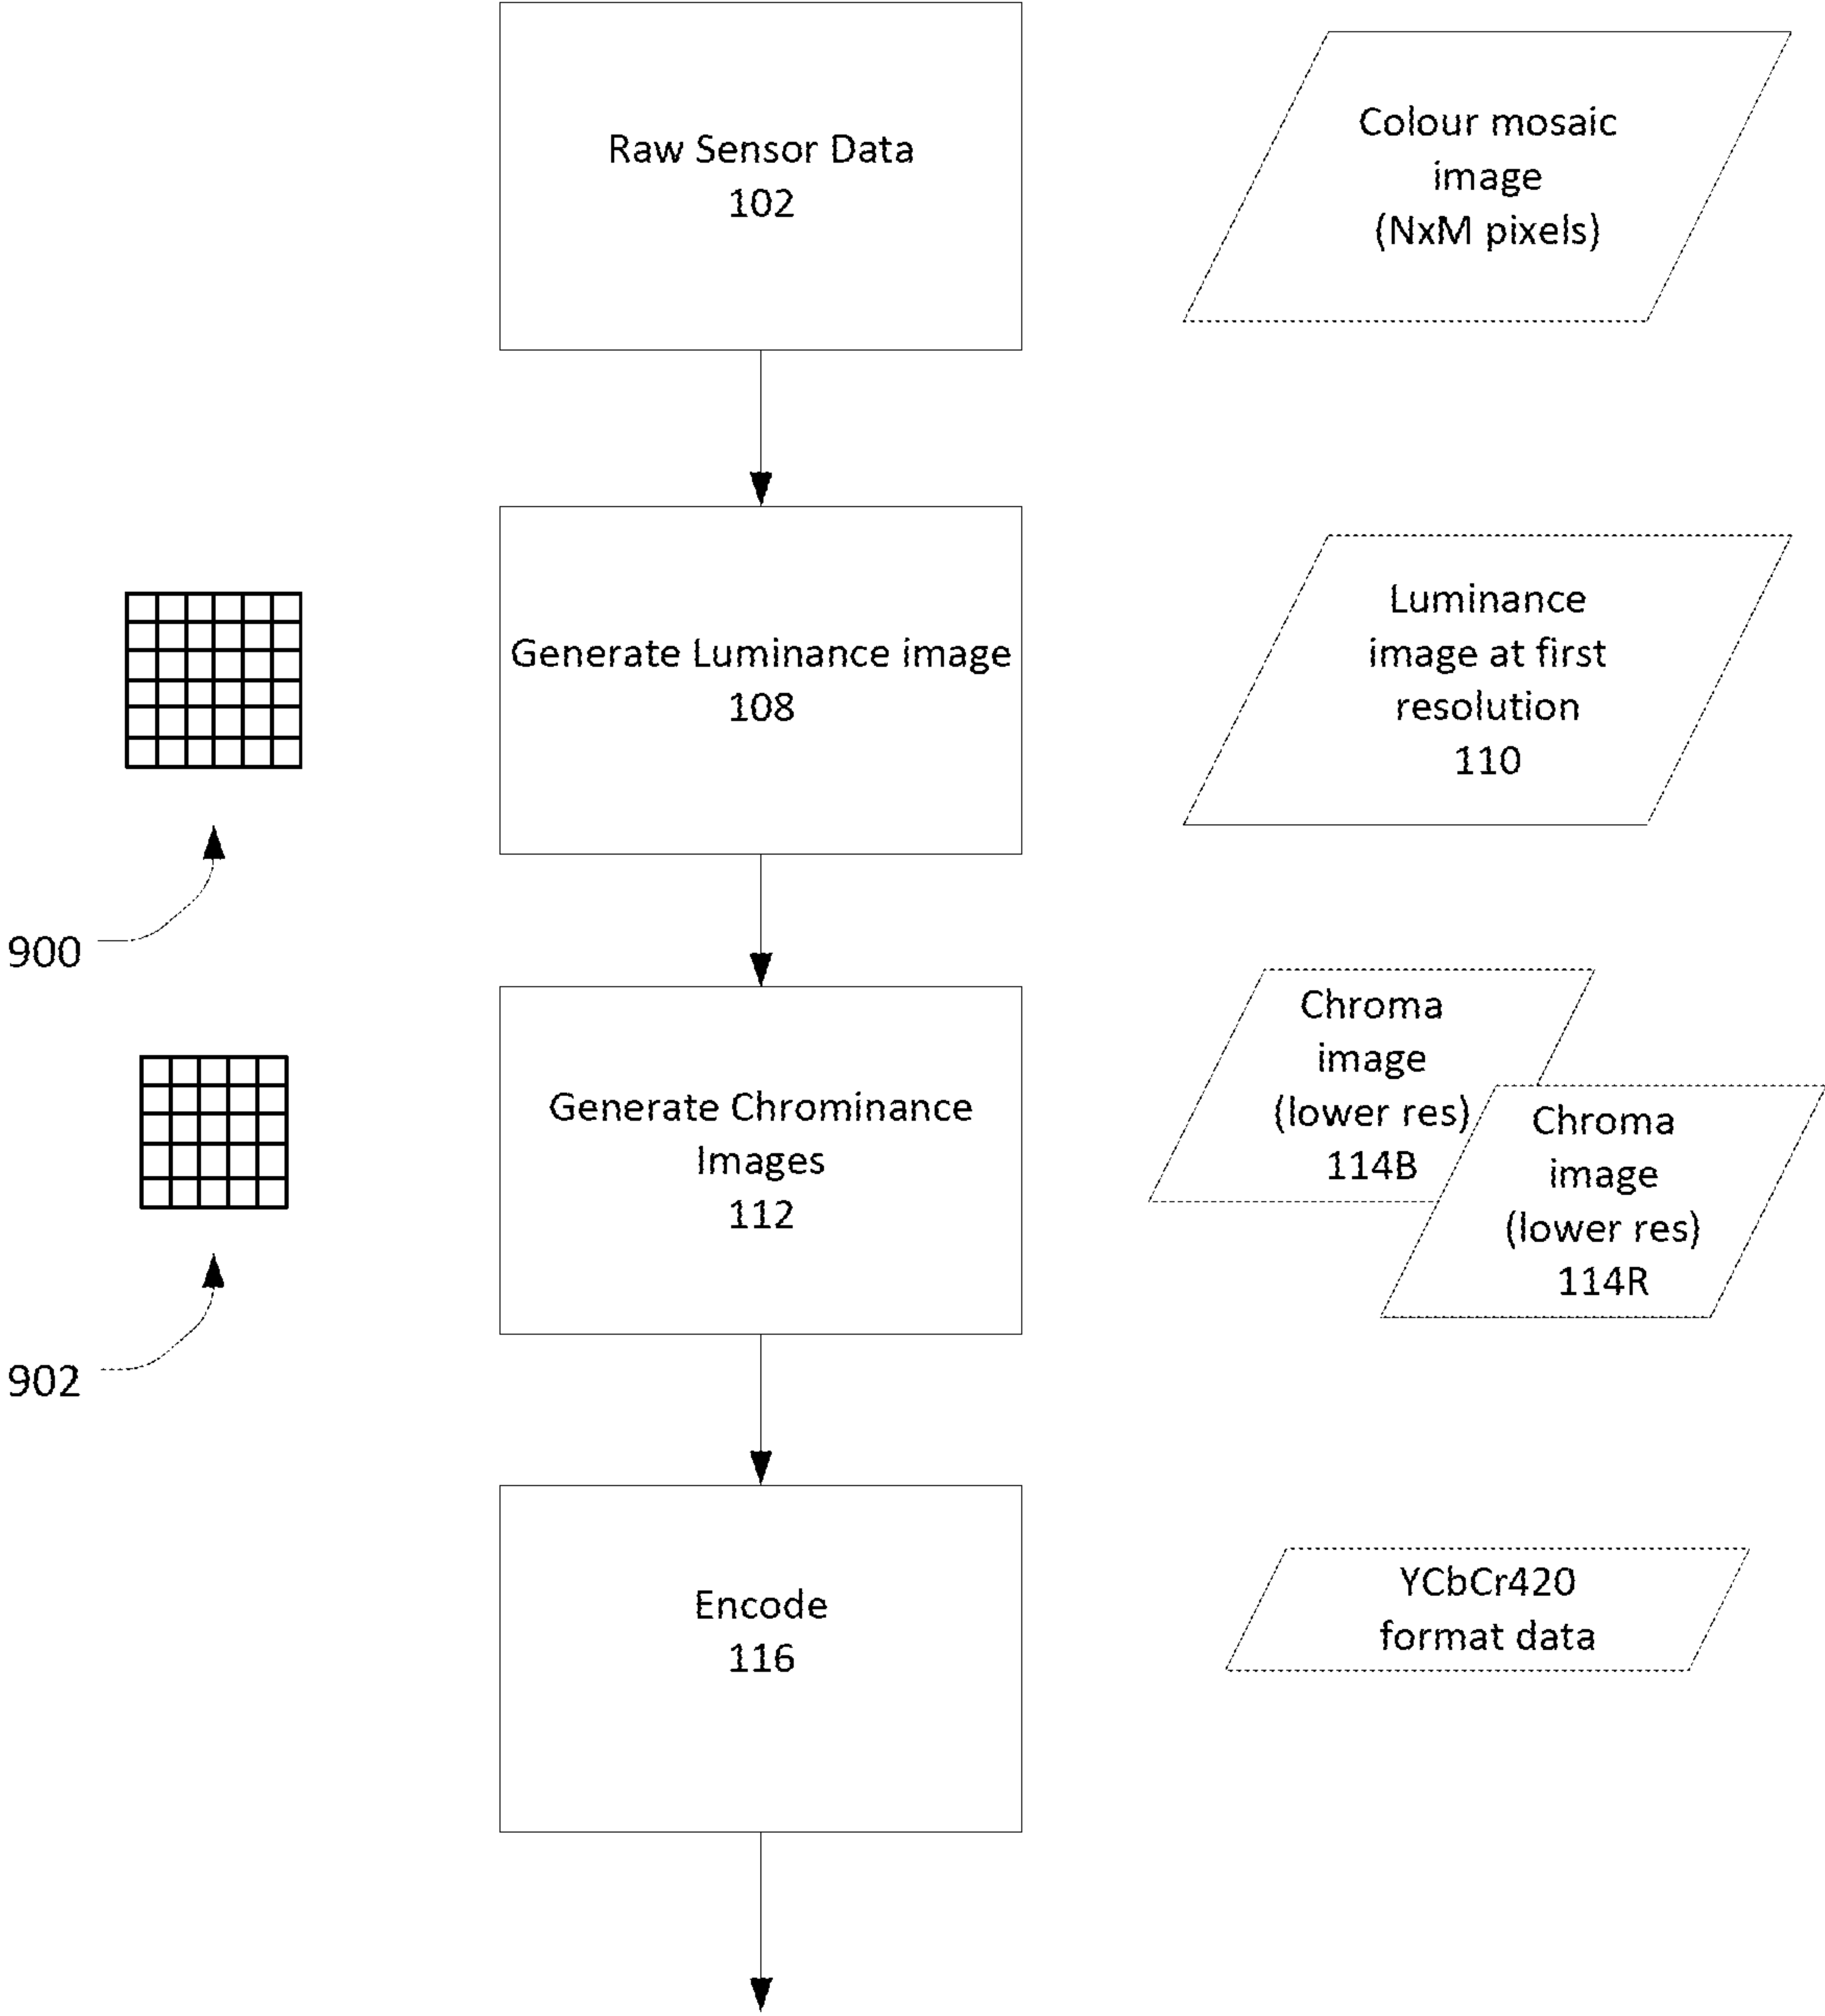 Raw Sensor Data
102
Colour mosaic
image
(NxM pixels)
Generate Luminance image
108
Luminance
image at first
resolution
110
900
Generate Chrominance
Images
112
Chroma
image
(lower res)
114B
Chroma
image
(lower res)
114R
902
Encode
116
YCbCr420
format data